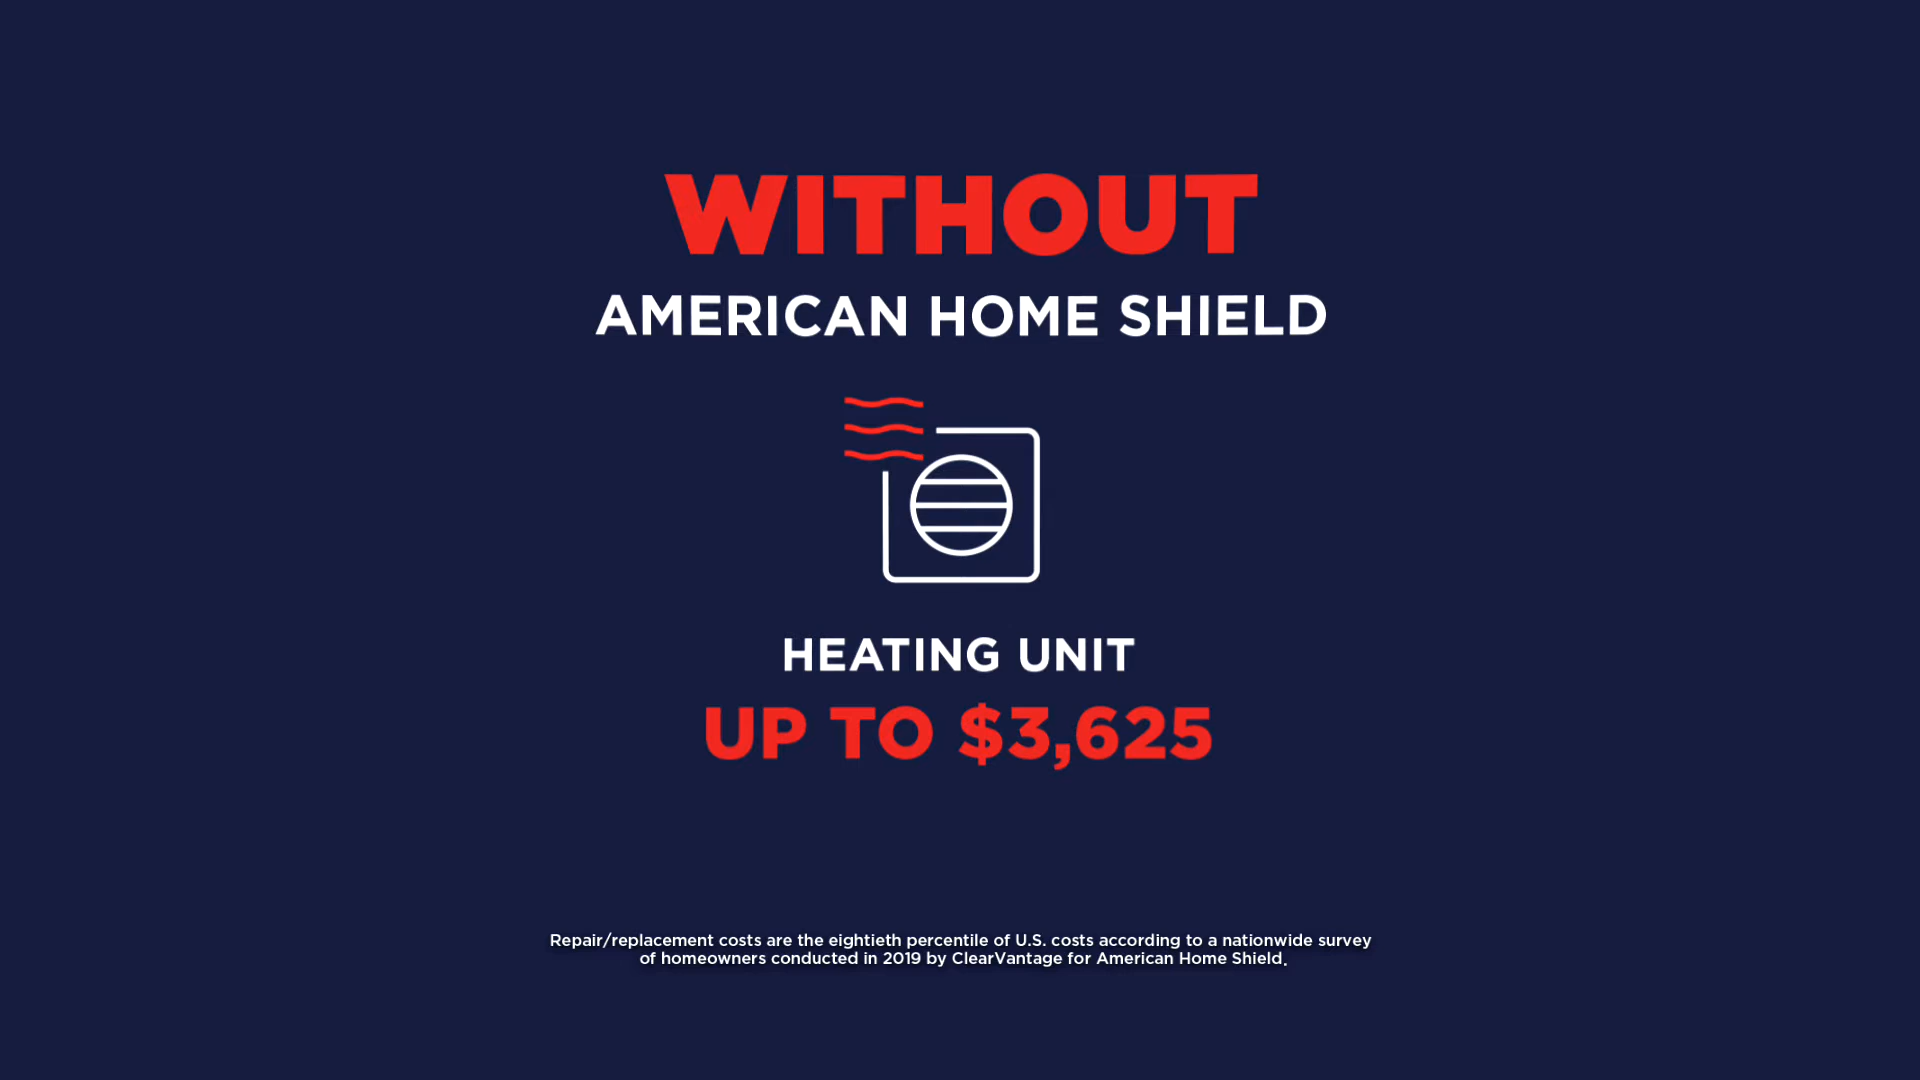 WITHOUT
AMERICAN HOME SHIELD
HEATING UNIT
UP TO $3,625
Repair/replacement costs are the eightieth percentile of U.S. costs according to a nationwide survey
of homeowners conducted in 2019 by ClearVantage for American Home Shield.